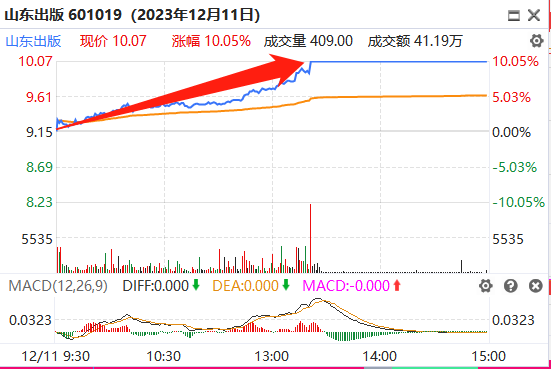 山东出版 601019（2023年12月11日）
山东出版 现价 10.07 涨幅 10.05% 成交量 409.00 成交额 41.19万
10.07 10.05%
9.61 5.03%
9.15 0.00%
8.69 -5.03%
8.23 -10.05%
5535 5535
MACD(12,26,9) DIFF:0.000 DEA:0.000 MACD:-0.000
0.0323 0.0323
12/11 9:30 10:30 13:00 14:00 15:00